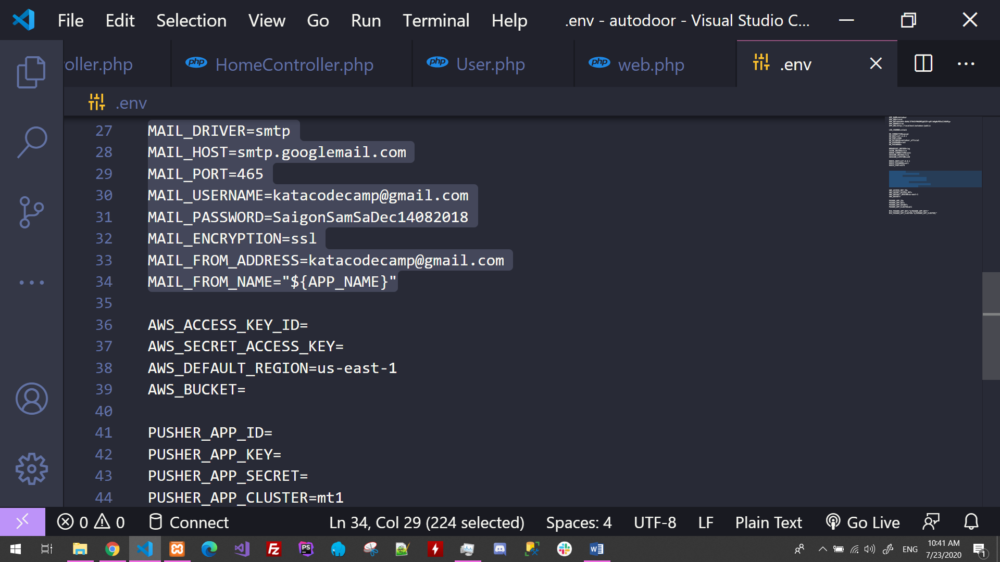 File Edit Selection View Go Run Terminal Help .env - autodoor - Visual Studio C...
oller.php HomeController.php User.php web.php .env
.env
27 MAIL_DRIVER=smtp
28 MAIL_HOST=smtp.googlemail.com
29 MAIL_PORT=465
30 MAIL_USERNAME=katacodecamp@gmail.com
31 MAIL_PASSWORD=SaigonSamSaDec14082018
32 MAIL_ENCRYPTION=ssl
33 MAIL_FROM_ADDRESS=katacodecamp@gmail.com
34 MAIL_FROM_NAME="${APP_NAME}"
35
36 AWS_ACCESS_KEY_ID=
37 AWS_SECRET_ACCESS_KEY=
38 AWS_DEFAULT_REGION=us-east-1
39 AWS_BUCKET=
40
41 PUSHER_APP_ID=
42 PUSHER_APP_KEY=
43 PUSHER_APP_SECRET=
44 PUSHER_APP_CLUSTER=mt1
0 0 Connect Ln 34, Col 29 (224 selected) Spaces: 4 UTF-8 LF Plain Text Go Live
ENG 10:41 AM
7/23/2020 1